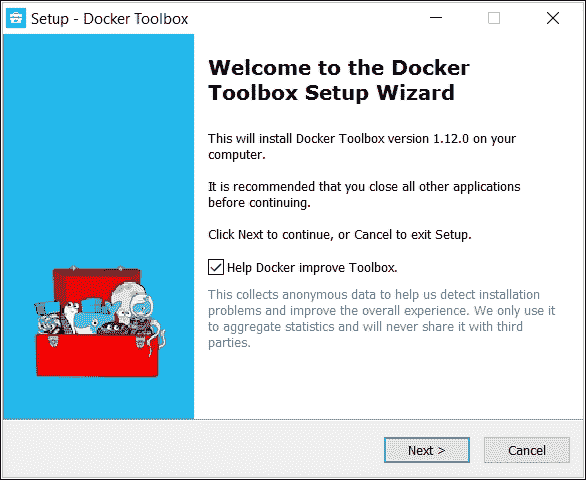 Setup - Docker Toolbox
Welcome to the Docker
Toolbox Setup Wizard
This will install Docker Toolbox version 1.12.0 on your
computer.
It is recommended that you close all other applications
before continuing.
Click Next to continue, or Cancel to exit Setup.
Help Docker improve Toolbox.
This collects anonymous data to help us detect installation
problems and improve the overall experience. We only use it
to aggregate statistics and will never share it with third
parties.
Next >
Cancel